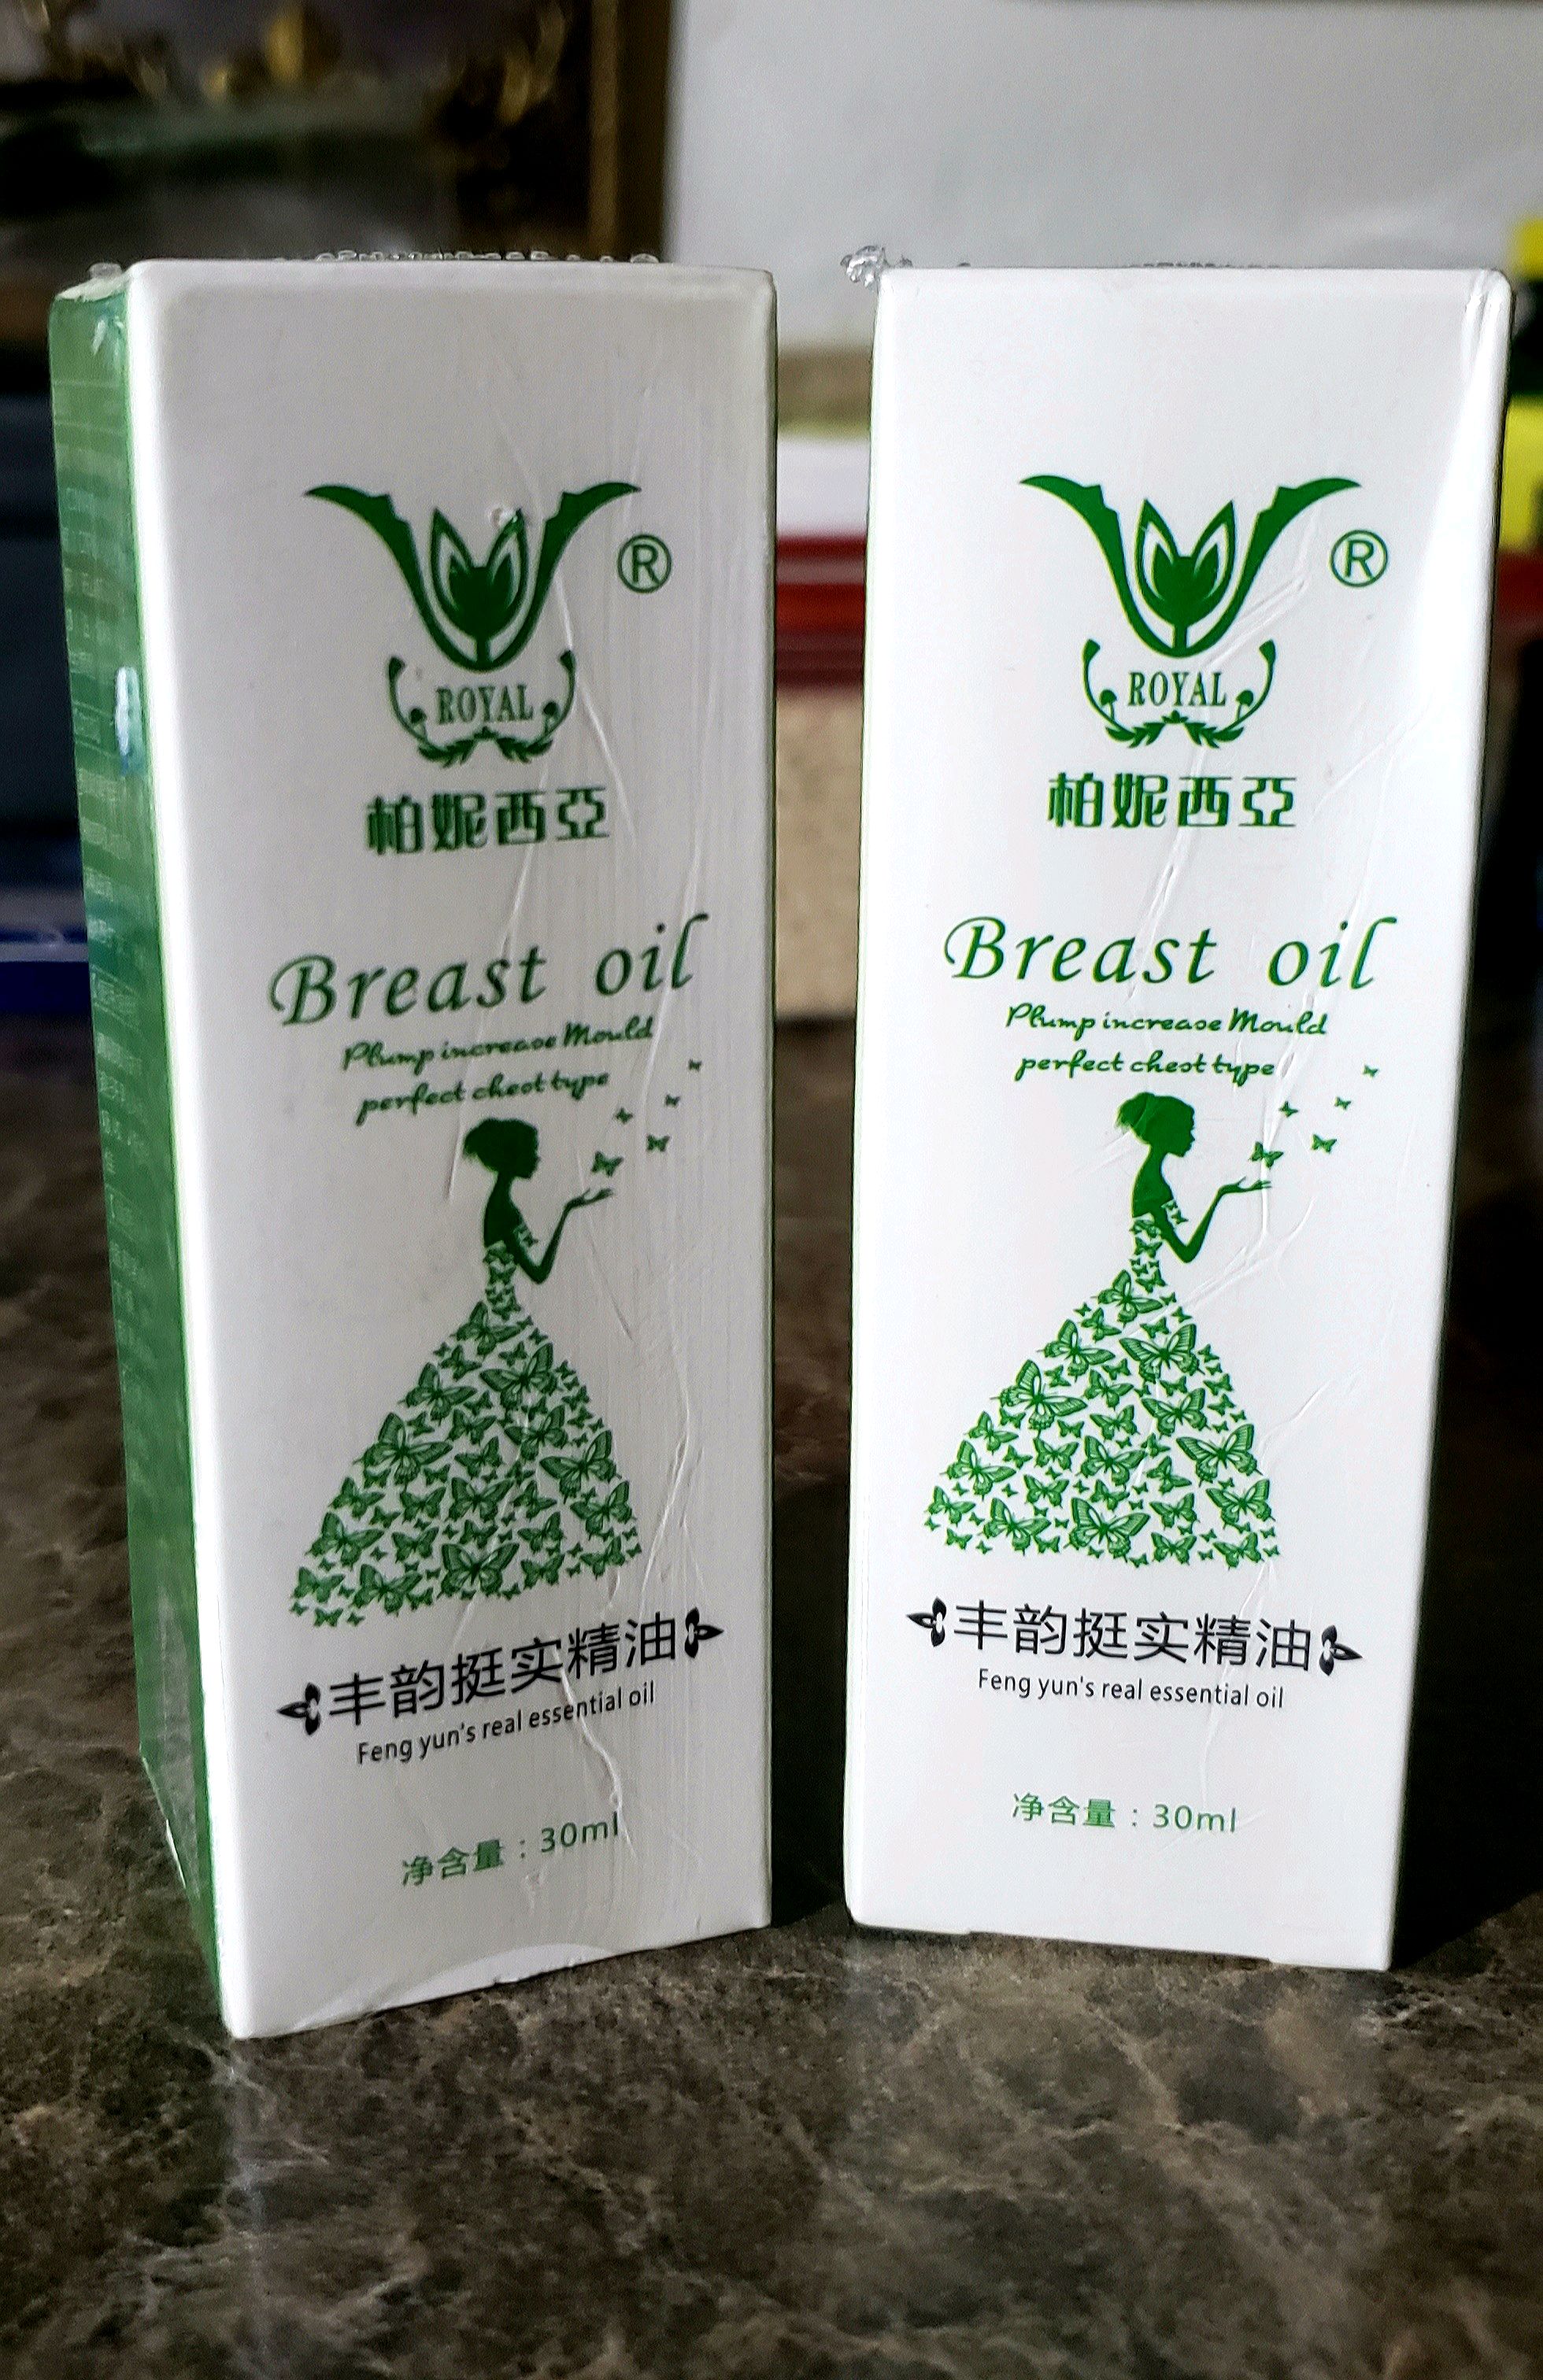 ®
ROYAL
柏妮西亞
Breast oil
Plump increase Mould
perfect chest type
丰韵挺实精油
Feng yun's real essential oil
净含量：30ml
®
ROYAL
柏妮西亞
Breast oil
Plump increase Mould
perfect chest type
丰韵挺实精油
Feng yun's real essential oil
净含量：30ml